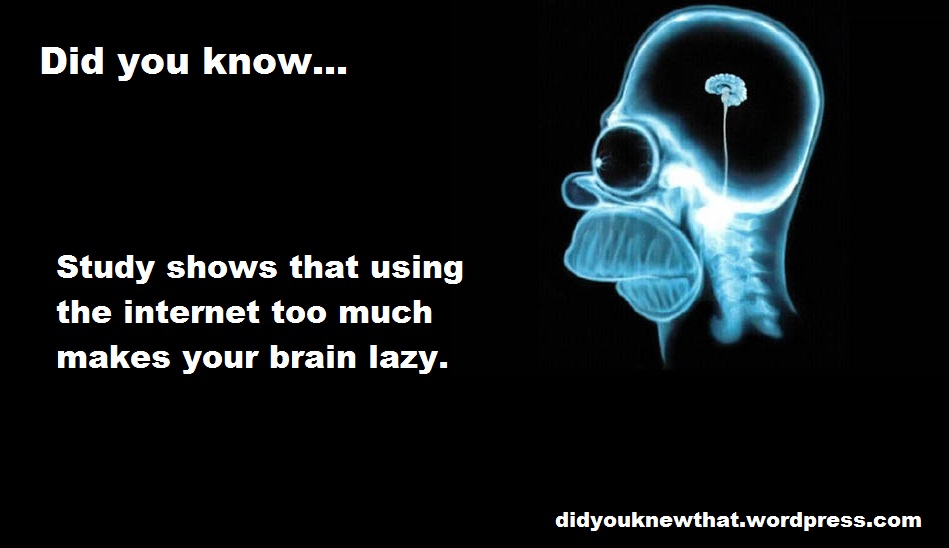 Did you know...
Study shows that using
the internet too much
makes your brain lazy.
didyouknewthat.wordpress.com